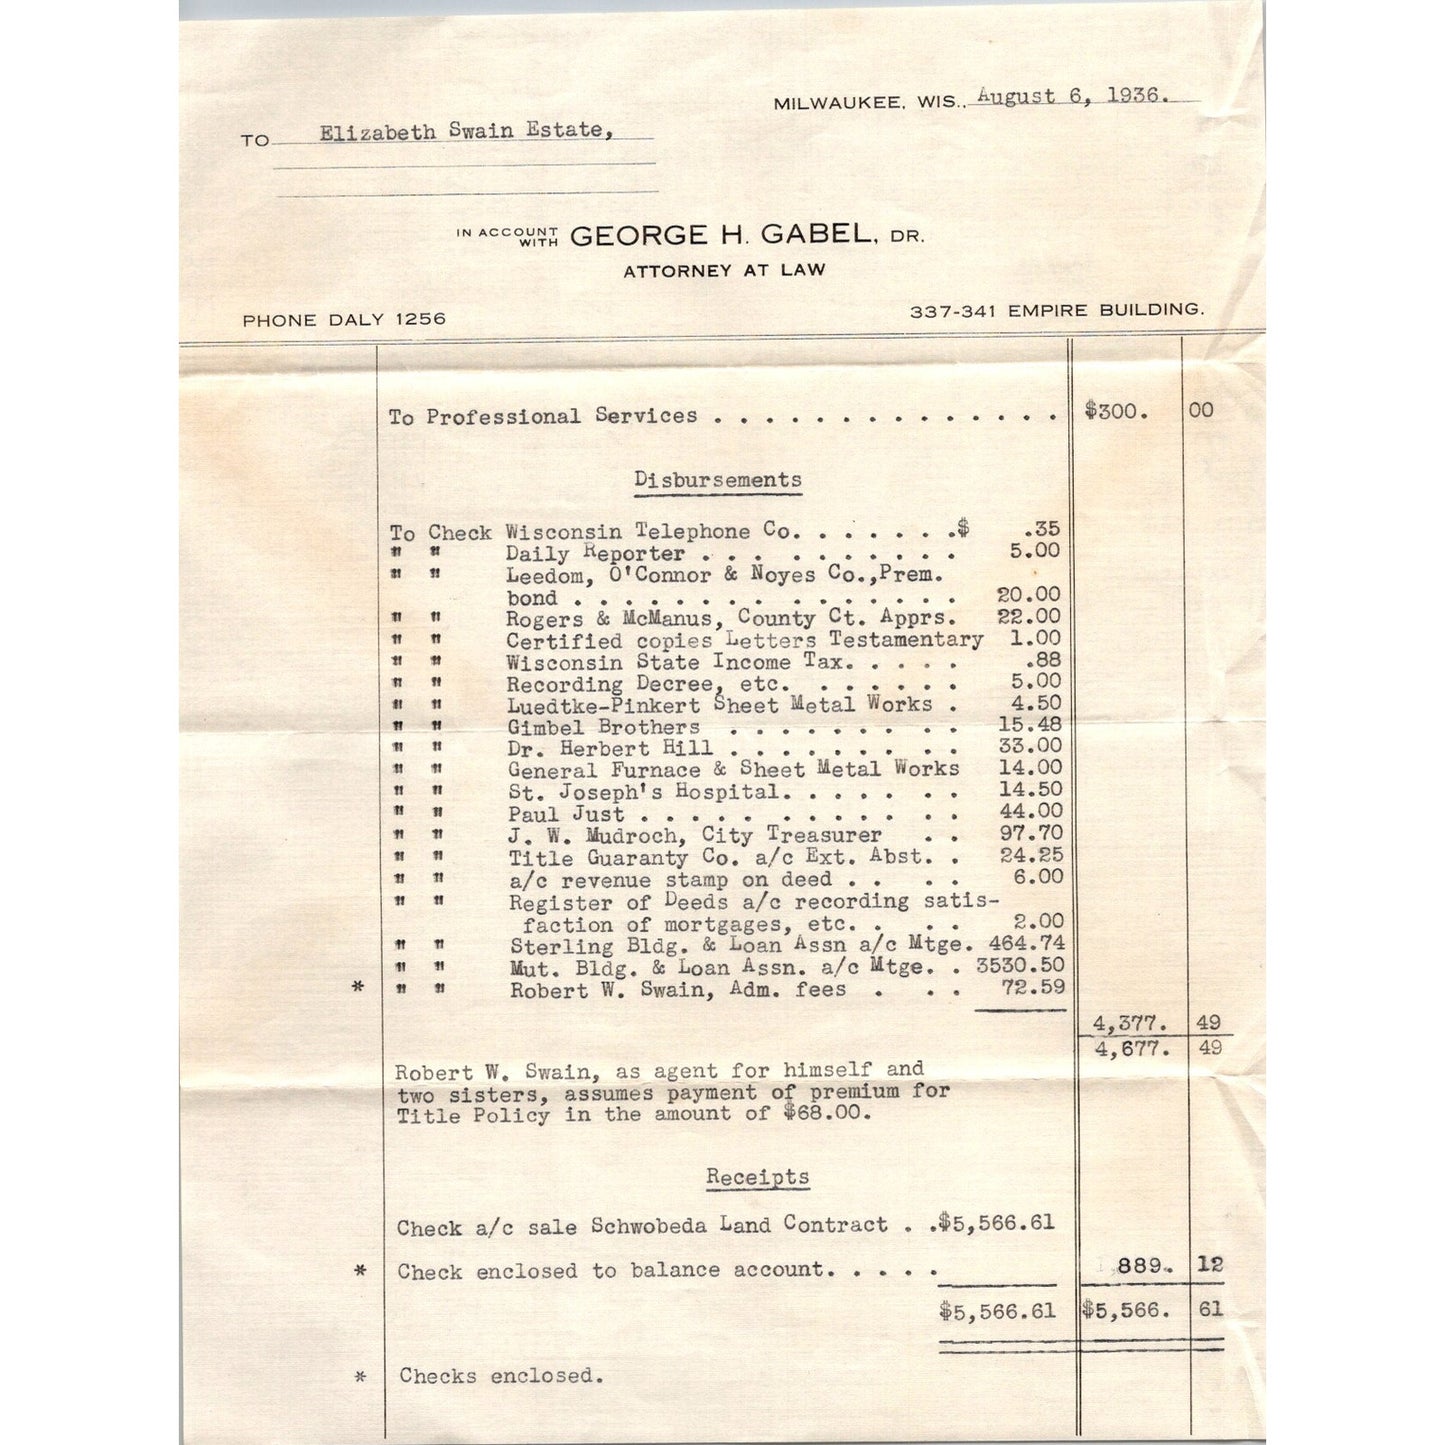 MILWAUKEE, WIS., August 6, 1936.
TO Elizabeth Swain Estate,
IN ACCOUNT WITH GEORGE H. GABEL, DR.
ATTORNEY AT LAW
PHONE DALY 1256 337-341 EMPIRE BUILDING.
To Professional Services . . . . . . . . . . . . . . $300. 00
Disbursements
To Check Wisconsin Telephone Co. . . . . . . .$ .35
" " Daily Reporter . . . . . . . . . . 5.00
" " Leedom, O'Connor & Noyes Co.,Prem.
bond . . . . . . . . . . . . . . . . 20.00
" " Rogers & McManus, County Ct. Apprs. 22.00
" " Certified copies Letters Testamentary 1.00
" " Wisconsin State Income Tax. . . . . .88
" " Recording Decree, etc. . . . . . . 5.00
" " Luedtke-Pinkert Sheet Metal Works . 4.50
" " Gimbel Brothers . . . . . . . . . 15.48
" " Dr. Herbert Hill . . . . . . . . . . 33.00
" " General Furnace & Sheet Metal Works 14.00
" " St. Joseph's Hospital. . . . . . . . 14.50
" " Paul Just . . . . . . . . . . . . . 44.00
" " J. W. Mudroch, City Treasurer . . 97.70
" " Title Guaranty Co. a/c Ext. Abst. . 24.25
" " a/c revenue stamp on deed . . . . 6.00
" " Register of Deeds a/c recording satis-
faction of mortgages, etc. . . . 2.00
" " Sterling Bldg. & Loan Assn a/c Mtge. 464.74
" " Mut. Bldg. & Loan Assn. a/c Mtge. . 3530.50
* " " Robert W. Swain, Adm. fees . . . 72.59
4,377. 49
4,677. 49
Robert W. Swain, as agent for himself and
two sisters, assumes payment of premium for
Title Policy in the amount of $68.00.
Receipts
Check a/c sale Schwobeda Land Contract . .$5,566.61
* Check enclosed to balance account. . . . . . 889. 12
$5,566.61 $5,566. 61
* Checks enclosed.